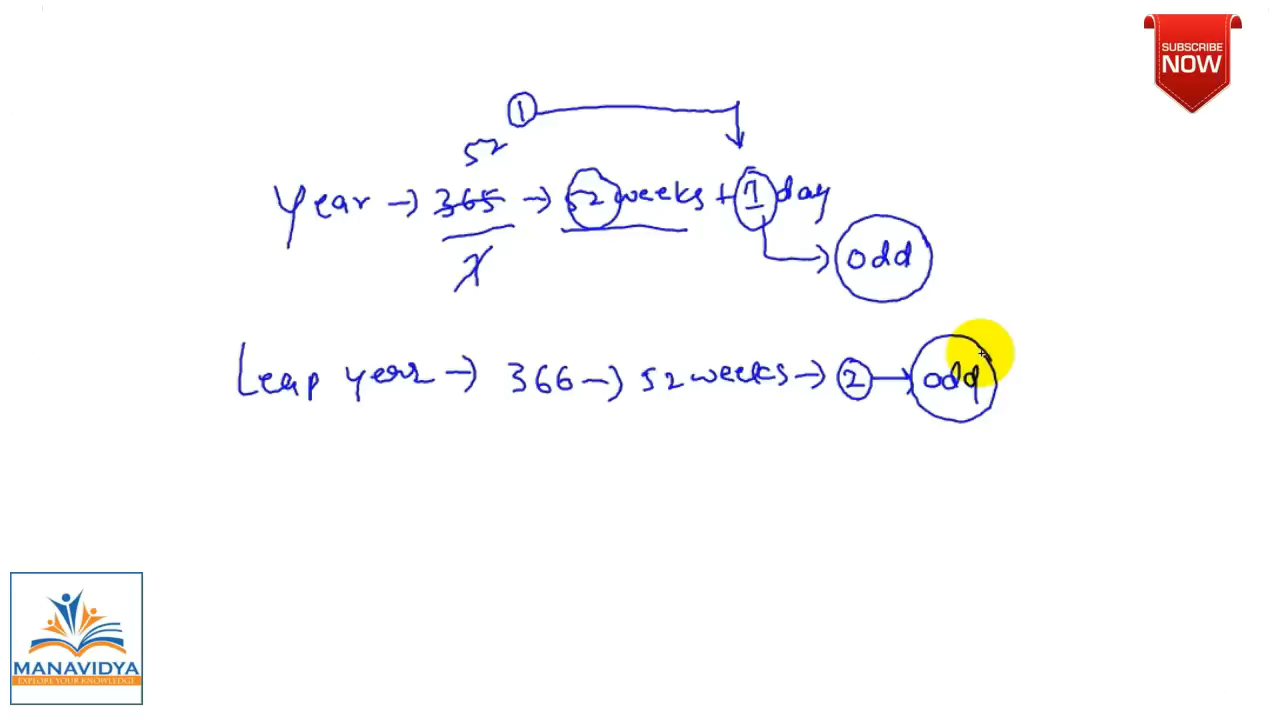 SUBSCRIBE
NOW
1
52
Year → 365 → 52 weeks + 1 day
7
odd
Leap year → 366 → 52 weeks → 2 → odd
MANAVIDYA
EXPLORE YOUR KNOWLEDGE